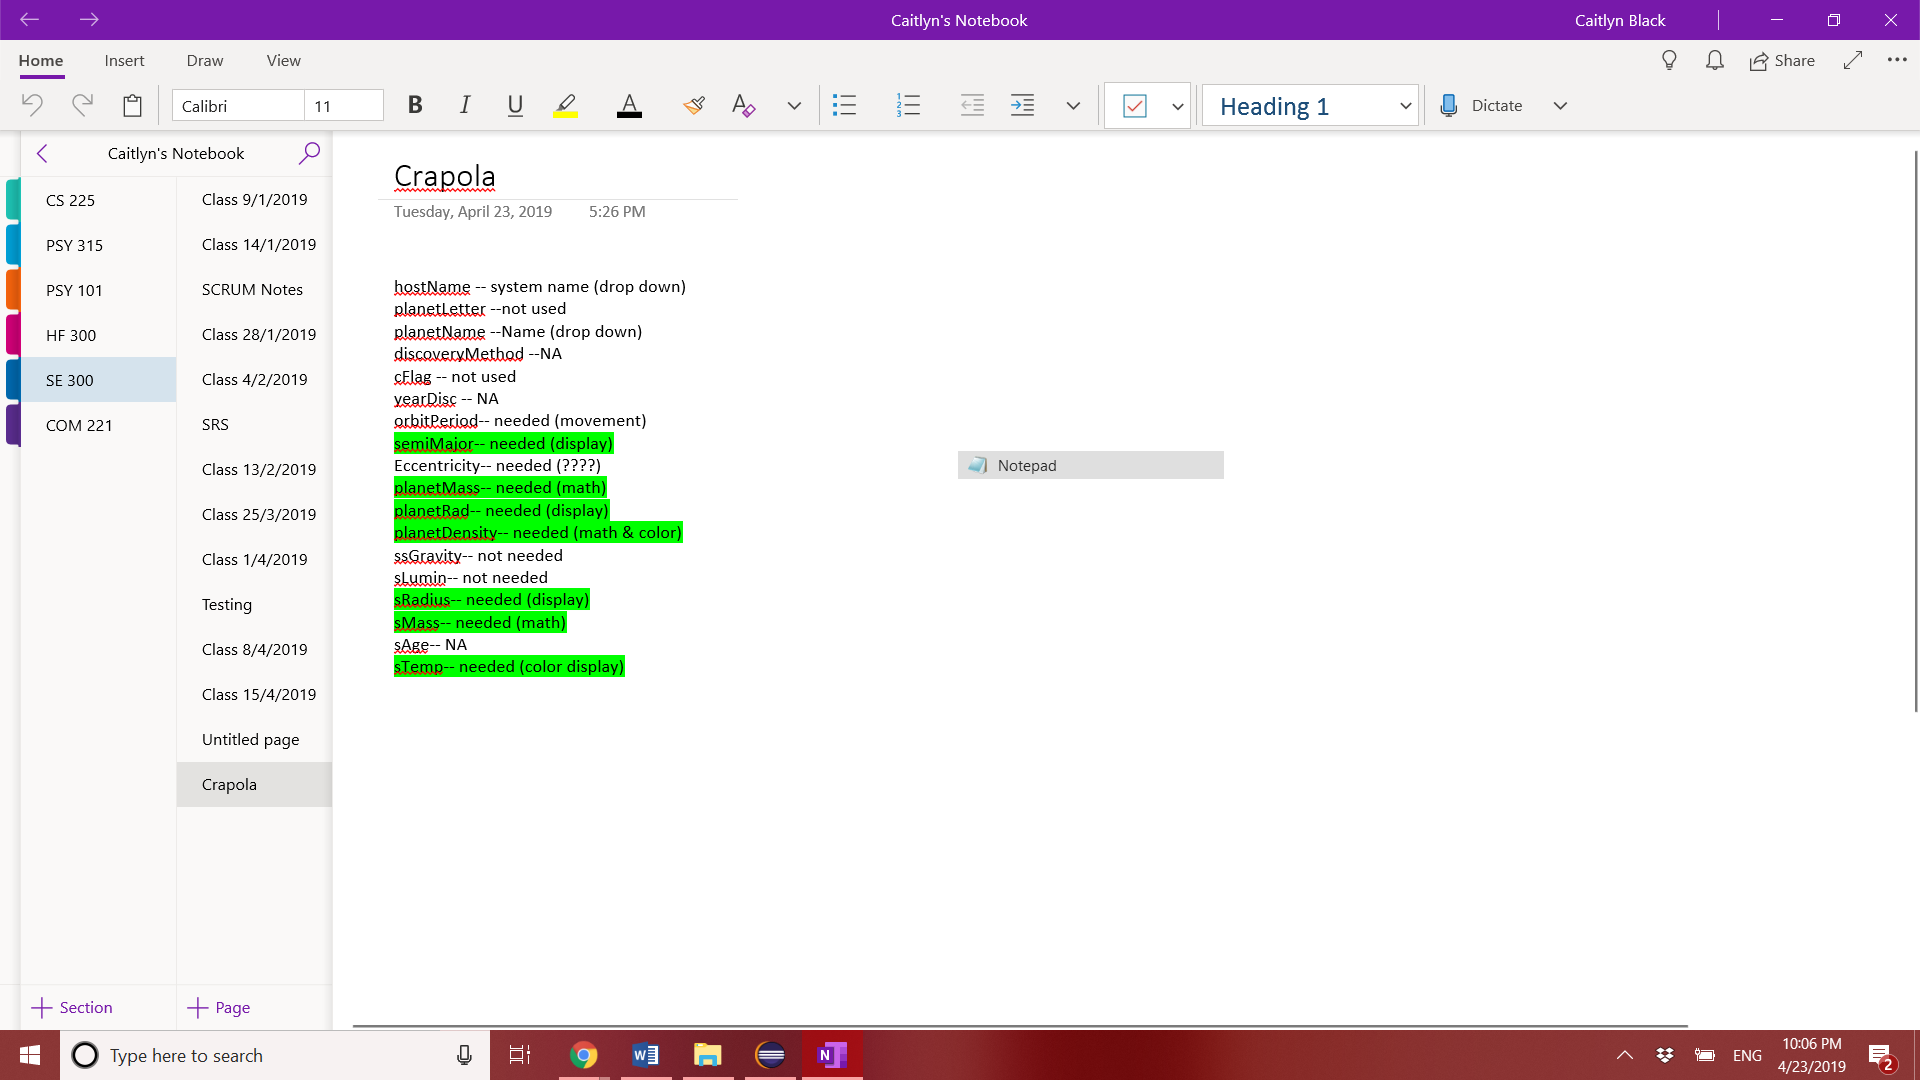 Caitlyn's Notebook
Caitlyn Black
Home Insert Draw View
Share
Calibri 11 B I U A
Heading 1
Dictate
Caitlyn's Notebook
CS 225
PSY 315
PSY 101
HF 300
SE 300
COM 221
Class 9/1/2019
Class 14/1/2019
SCRUM Notes
Class 28/1/2019
Class 4/2/2019
SRS
Class 13/2/2019
Class 25/3/2019
Class 1/4/2019
Testing
Class 8/4/2019
Class 15/4/2019
Untitled page
Crapola
Section
Page
Crapola
Tuesday, April 23, 2019 5:26 PM
hostName -- system name (drop down)
planetLetter --not used
planetName --Name (drop down)
discoveryMethod --NA
cFlag -- not used
yearDisc -- NA
orbitPeriod-- needed (movement)
semiMajor-- needed (display)
Eccentricity-- needed (????)
planetMass-- needed (math)
planetRad-- needed (display)
planetDensity-- needed (math & color)
ssGravity-- not needed
sLumin-- not needed
sRadius-- needed (display)
sMass-- needed (math)
sAge-- NA
sTemp-- needed (color display)
Notepad
Type here to search
ENG
10:06 PM
4/23/2019
2